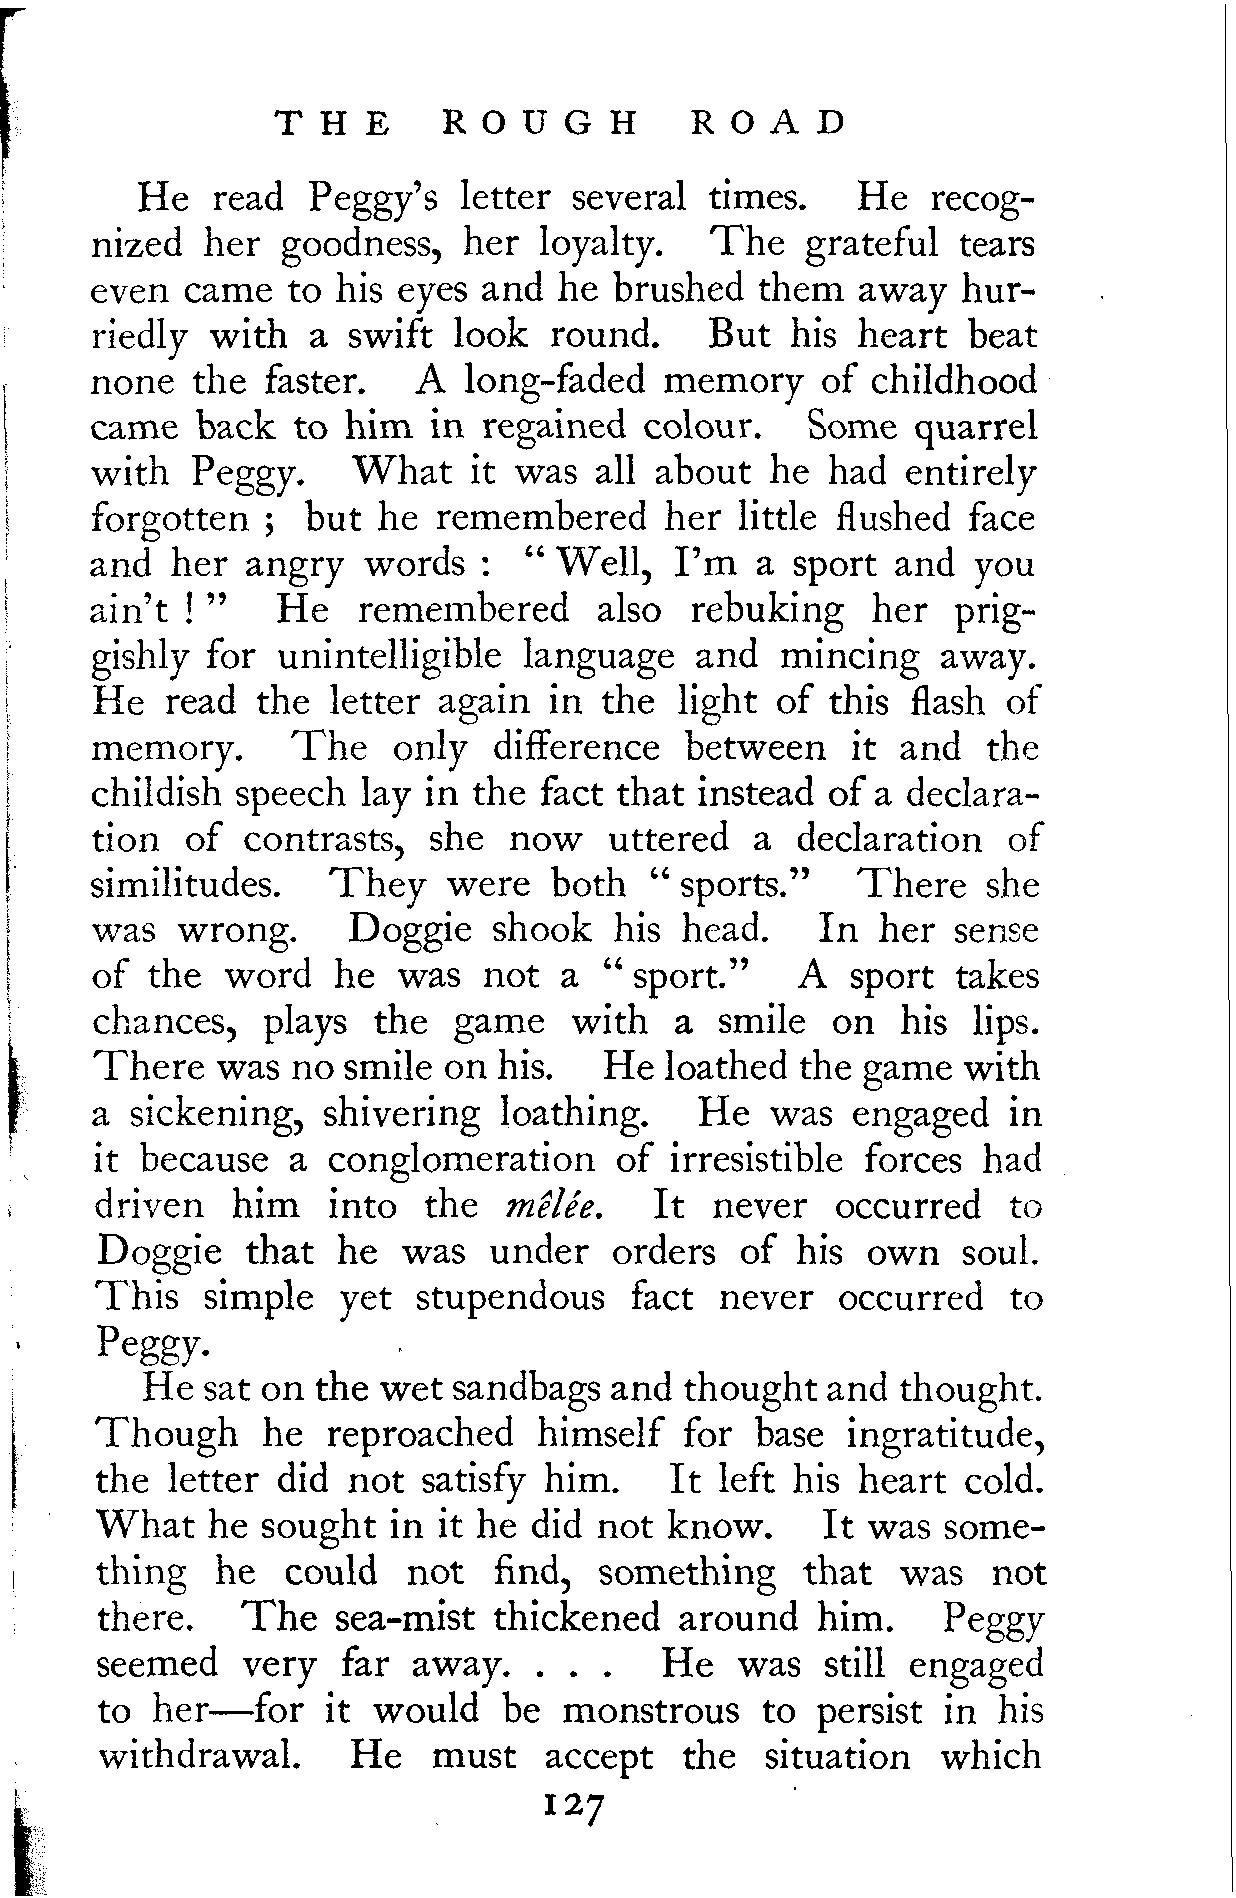 THE ROUGH ROAD
He read Peggy's letter several times. He recog-
nized her goodness, her loyalty. The grateful tears
even came to his eyes and he brushed them away hur-
riedly with a swift look round. But his heart beat
none the faster. A long-faded memory of childhood
came back to him in regained colour. Some quarrel
with Peggy. What it was all about he had entirely
forgotten ; but he remembered her little flushed face
and her angry words : “ Well, I'm a sport and you
ain't ! ” He remembered also rebuking her prig-
gishly for unintelligible language and mincing away.
He read the letter again in the light of this flash of
memory. The only difference between it and the
childish speech lay in the fact that instead of a declara-
tion of contrasts, she now uttered a declaration of
similitudes. They were both “ sports.” There she
was wrong. Doggie shook his head. In her sense
of the word he was not a “ sport.” A sport takes
chances, plays the game with a smile on his lips.
There was no smile on his. He loathed the game with
a sickening, shivering loathing. He was engaged in
it because a conglomeration of irresistible forces had
driven him into the mêlée. It never occurred to
Doggie that he was under orders of his own soul.
This simple yet stupendous fact never occurred to
Peggy.
He sat on the wet sandbags and thought and thought.
Though he reproached himself for base ingratitude,
the letter did not satisfy him. It left his heart cold.
What he sought in it he did not know. It was some-
thing he could not find, something that was not
there. The sea-mist thickened around him. Peggy
seemed very far away. . . . He was still engaged
to her—for it would be monstrous to persist in his
withdrawal. He must accept the situation which
127